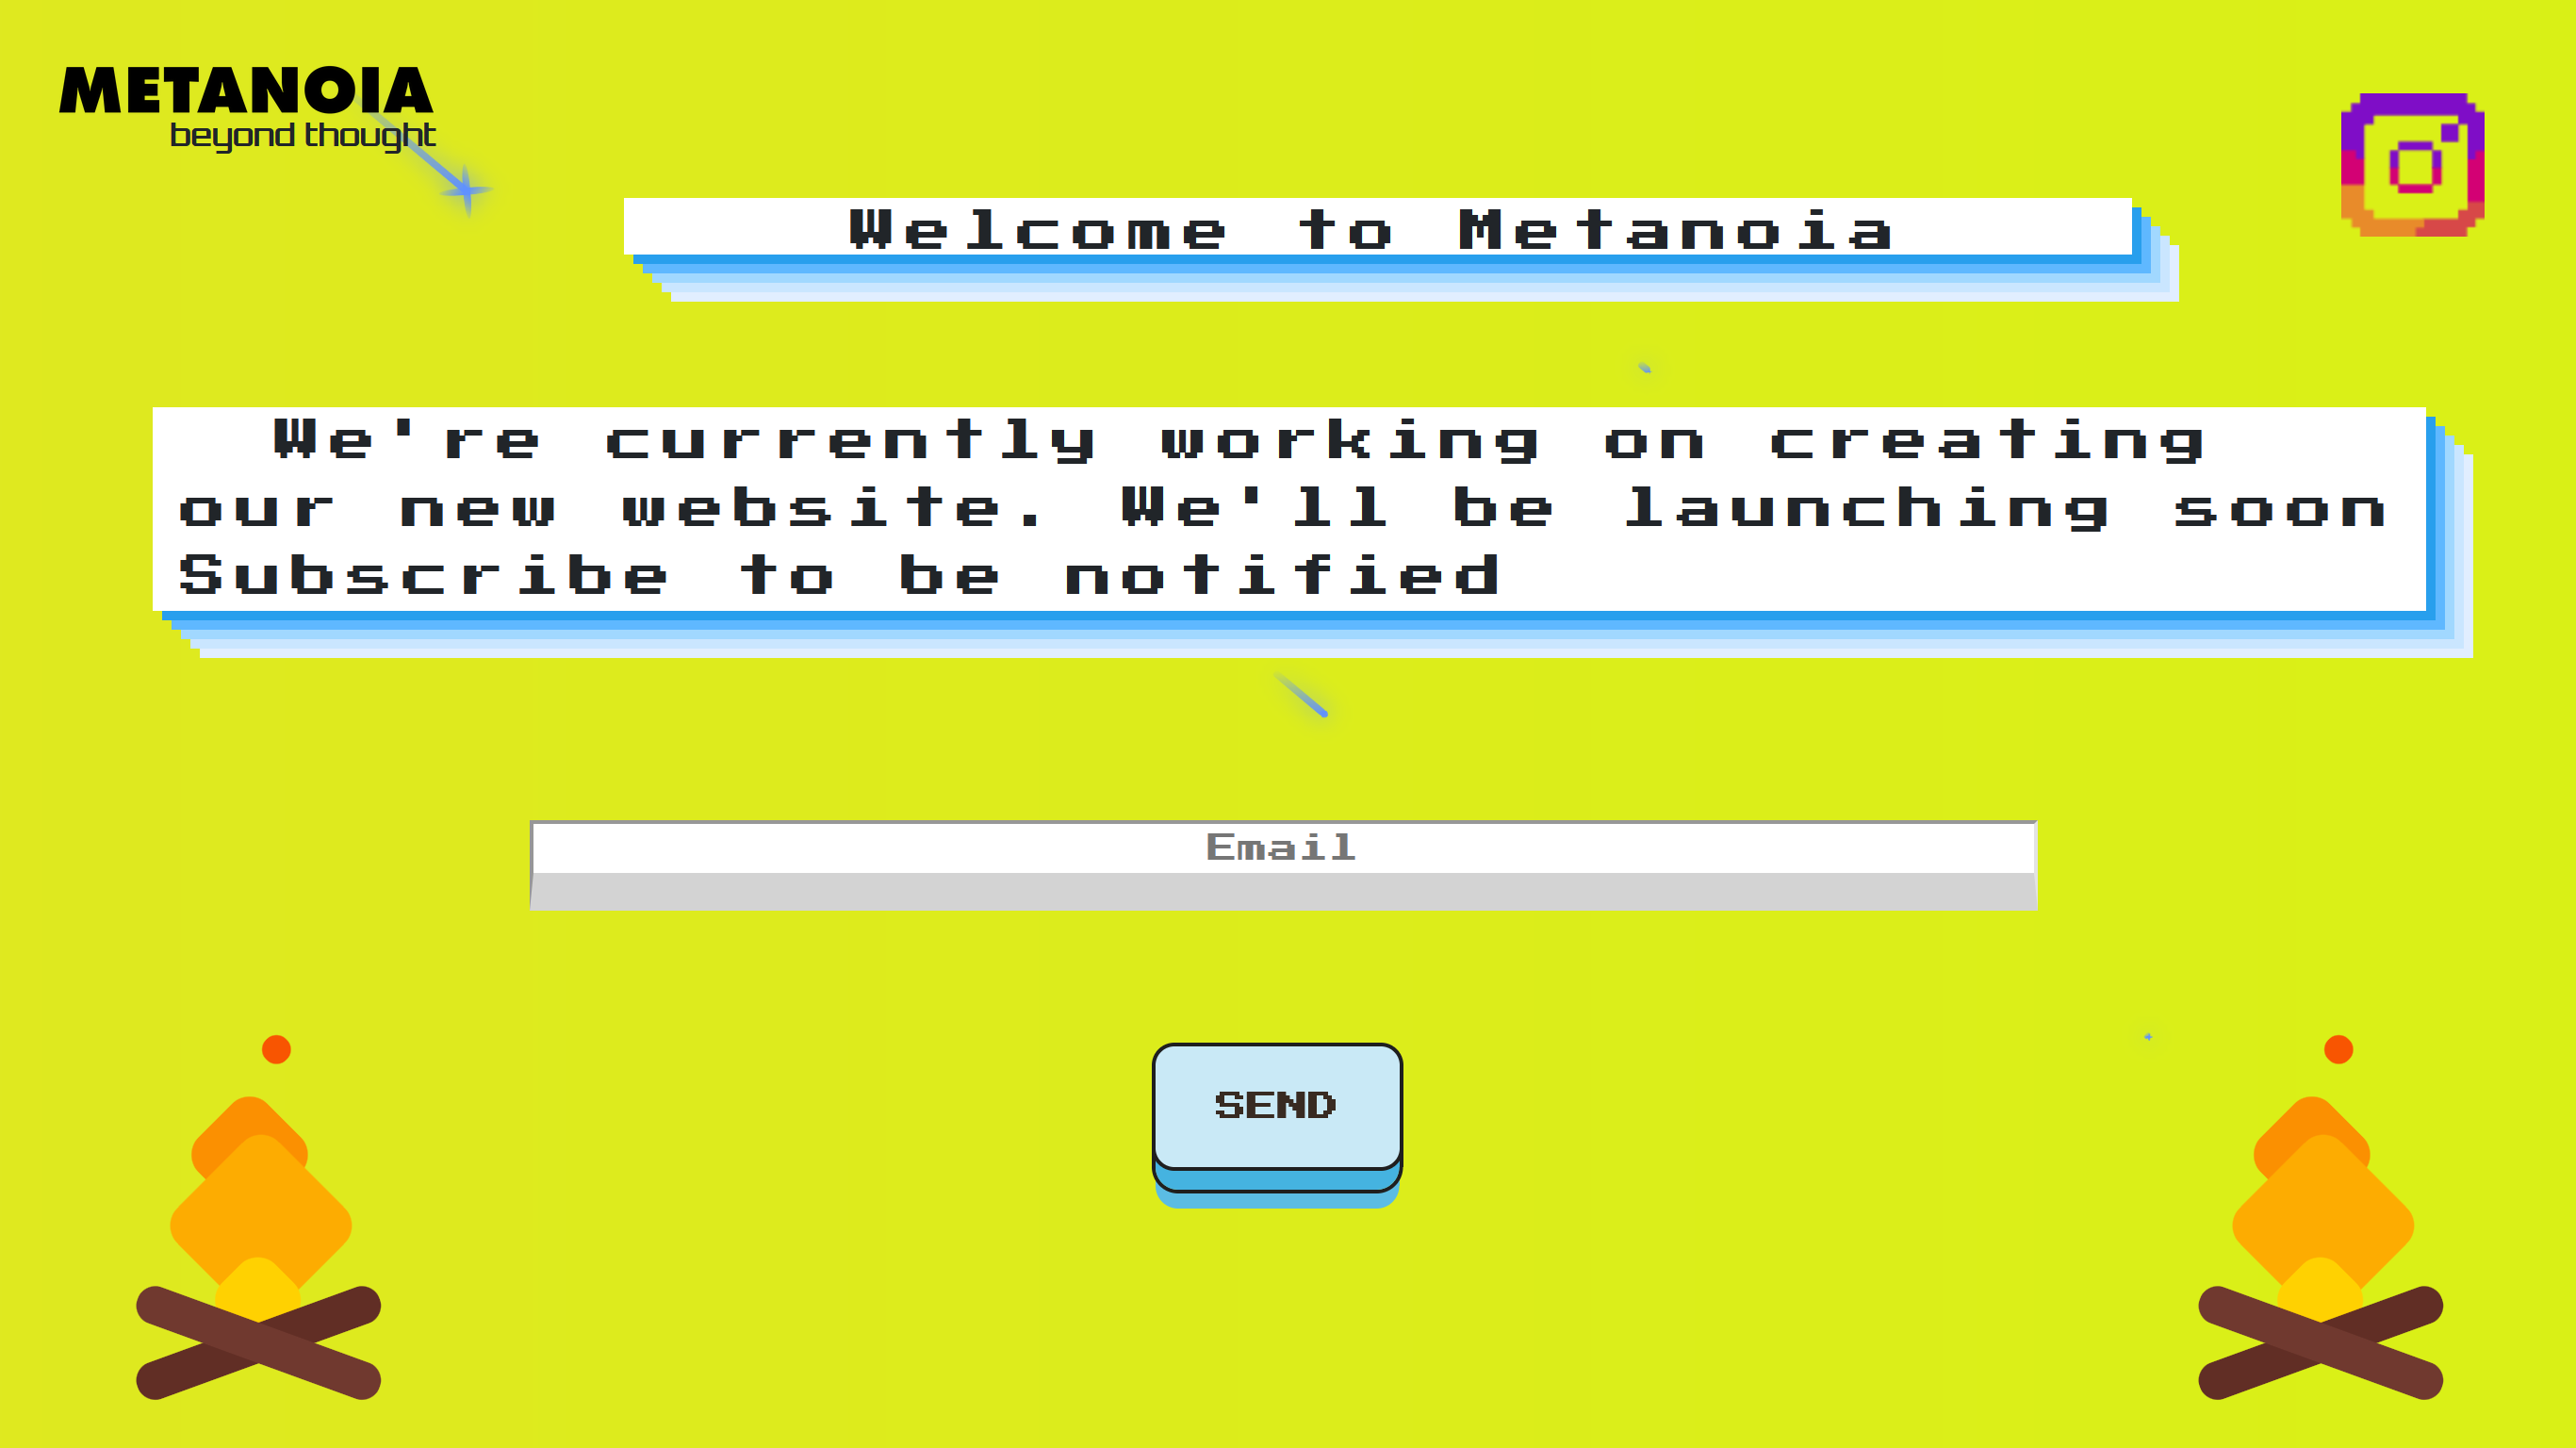 METANOIA
beyond thought
Welcome to Metanoia
We're currently working on creating
our new website. We'll be launching soon
Subscribe to be notified
Email
SEND